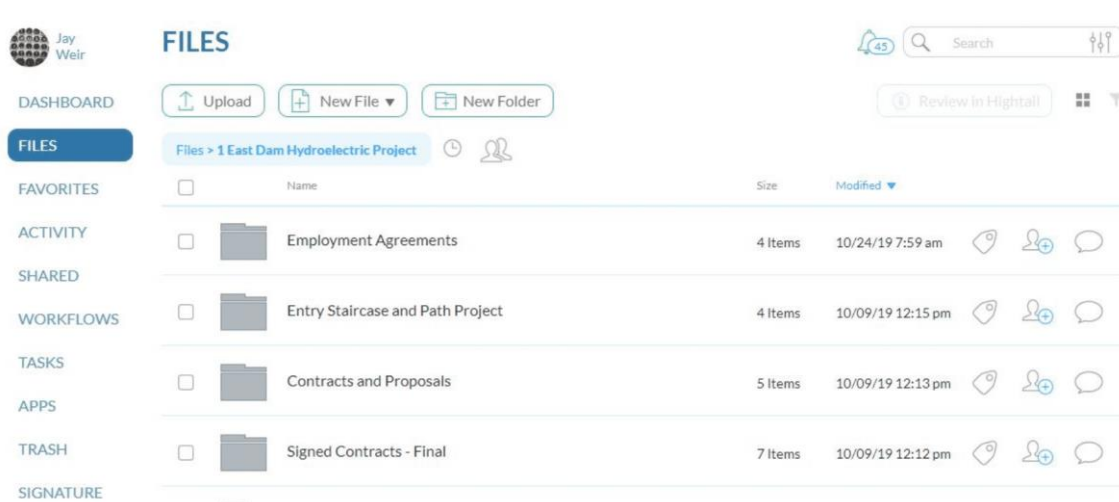 Jay
Weir
FILES
45
Search
DASHBOARD
Upload
New File
New Folder
Review in Hightail
FILES
Files > 1 East Dam Hydroelectric Project
FAVORITES
Name
Size
Modified
ACTIVITY
Employment Agreements
4 Items
10/24/19 7:59 am
SHARED
WORKFLOWS
Entry Staircase and Path Project
4 Items
10/09/19 12:15 pm
TASKS
Contracts and Proposals
5 Items
10/09/19 12:13 pm
APPS
TRASH
Signed Contracts - Final
7 Items
10/09/19 12:12 pm
SIGNATURE